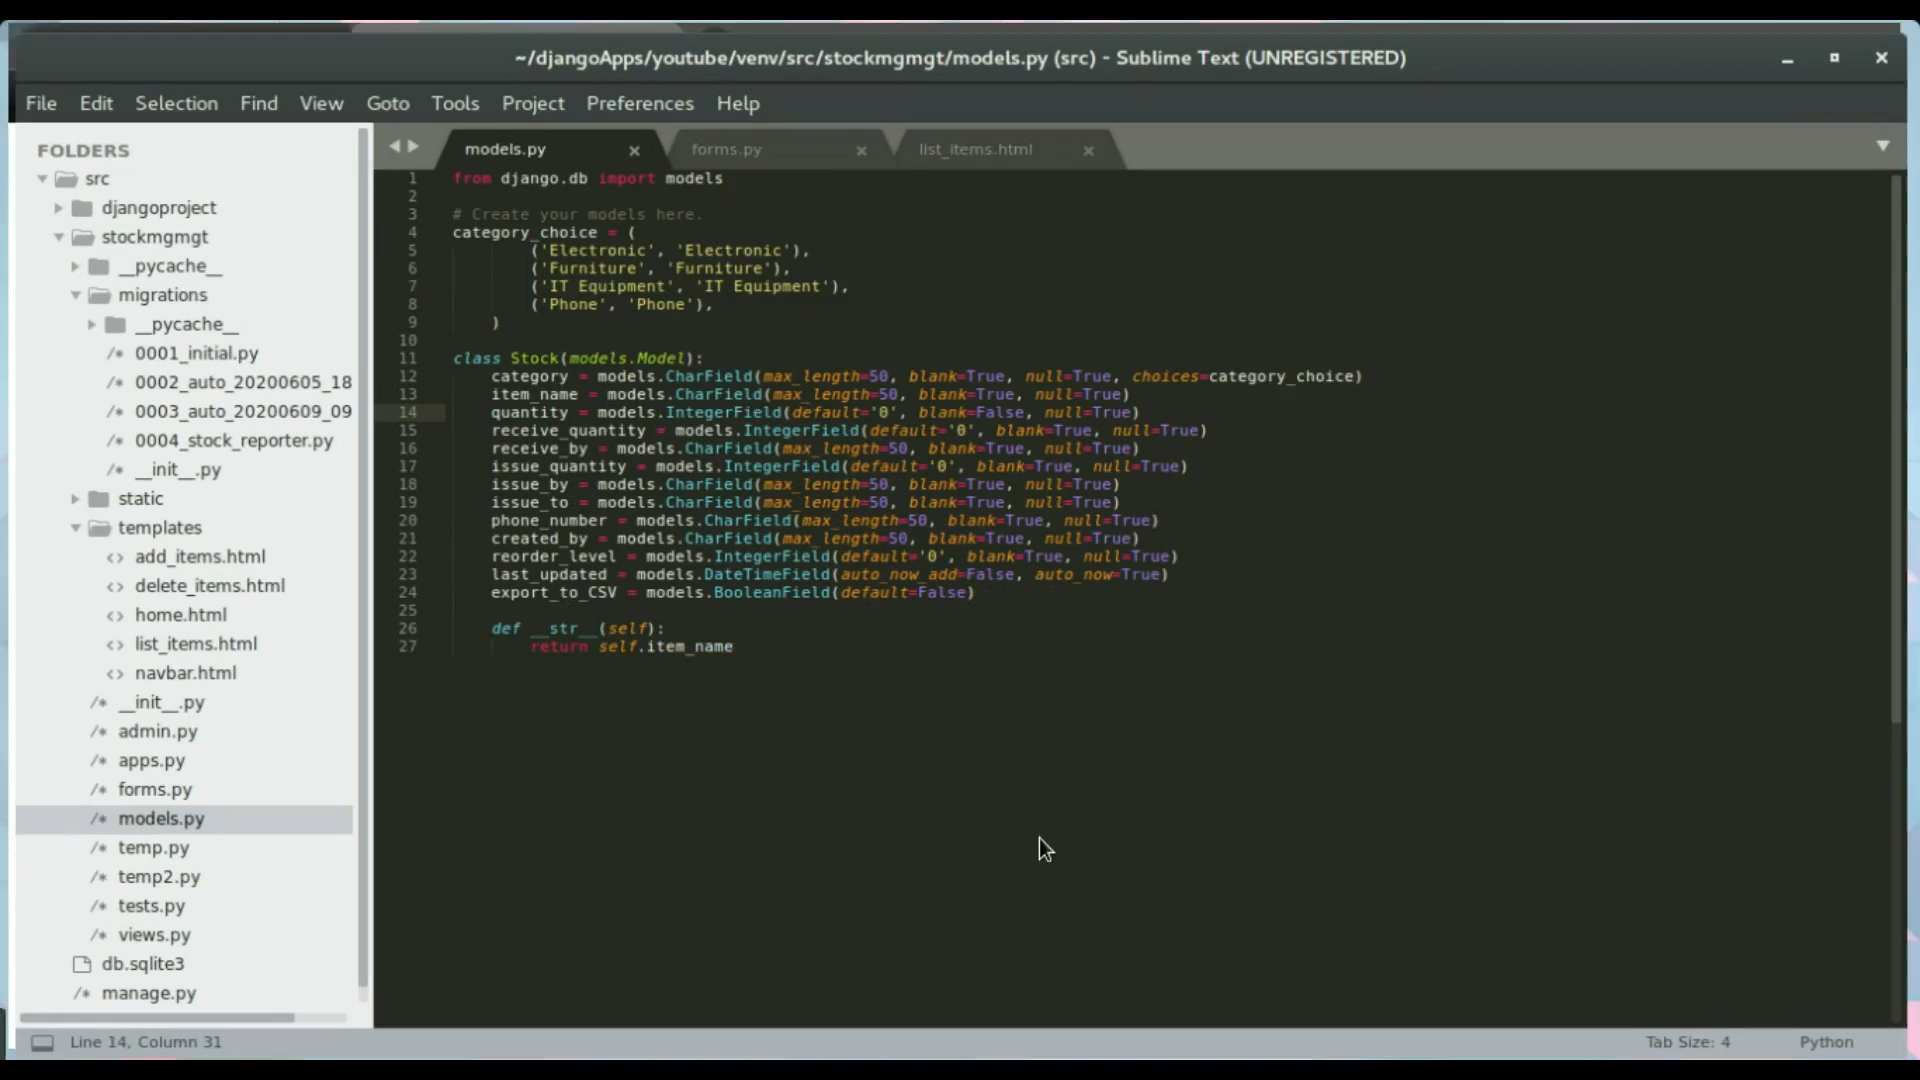 ~/djangoApps/youtube/venv/src/stockmgmgt/models.py (src) - Sublime Text (UNREGISTERED)
File Edit Selection Find View Goto Tools Project Preferences Help
FOLDERS
src
djangoproject
stockmgmgt
__pycache__
migrations
__pycache__
/* 0001_initial.py
/* 0002_auto_20200605_18
/* 0003_auto_20200609_09
/* 0004_stock_reporter.py
/* __init__.py
static
templates
<> add_items.html
<> delete_items.html
<> home.html
<> list_items.html
<> navbar.html
/* __init__.py
/* admin.py
/* apps.py
/* forms.py
/* models.py
/* temp.py
/* temp2.py
/* tests.py
/* views.py
db.sqlite3
/* manage.py
models.py × forms.py × list_items.html ×
1 from django.db import models
2
3 # Create your models here.
4 category_choice = (
5 ('Electronic', 'Electronic'),
6 ('Furniture', 'Furniture'),
7 ('IT Equipment', 'IT Equipment'),
8 ('Phone', 'Phone'),
9 )
10
11 class Stock(models.Model):
12 category = models.CharField(max_length=50, blank=True, null=True, choices=category_choice)
13 item_name = models.CharField(max_length=50, blank=True, null=True)
14 quantity = models.IntegerField(default='0', blank=False, null=True)
15 receive_quantity = models.IntegerField(default='0', blank=True, null=True)
16 receive_by = models.CharField(max_length=50, blank=True, null=True)
17 issue_quantity = models.IntegerField(default='0', blank=True, null=True)
18 issue_by = models.CharField(max_length=50, blank=True, null=True)
19 issue_to = models.CharField(max_length=50, blank=True, null=True)
20 phone_number = models.CharField(max_length=50, blank=True, null=True)
21 created_by = models.CharField(max_length=50, blank=True, null=True)
22 reorder_level = models.IntegerField(default='0', blank=True, null=True)
23 last_updated = models.DateTimeField(auto_now_add=False, auto_now=True)
24 export_to_CSV = models.BooleanField(default=False)
25
26 def __str__(self):
27 return self.item_name
Line 14, Column 31 Tab Size: 4 Python